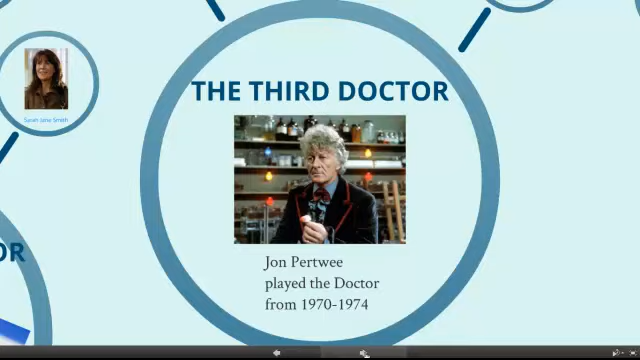 THE THIRD DOCTOR
Sarah Jane Smith
OR
Jon Pertwee
played the Doctor
from 1970-1974